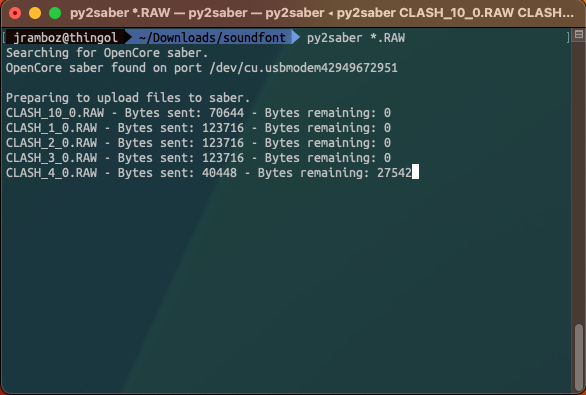 py2saber *.RAW — py2saber — py2saber ◂ py2saber CLASH_10_0.RAW CLASH...
[ jramboz@thingol ~/Downloads/soundfont py2saber *.RAW ]
Searching for OpenCore saber.
OpenCore saber found on port /dev/cu.usbmodem42949672951
Preparing to upload files to saber.
CLASH_10_0.RAW - Bytes sent: 70644 - Bytes remaining: 0
CLASH_1_0.RAW - Bytes sent: 123716 - Bytes remaining: 0
CLASH_2_0.RAW - Bytes sent: 123716 - Bytes remaining: 0
CLASH_3_0.RAW - Bytes sent: 123716 - Bytes remaining: 0
CLASH_4_0.RAW - Bytes sent: 40448 - Bytes remaining: 27542